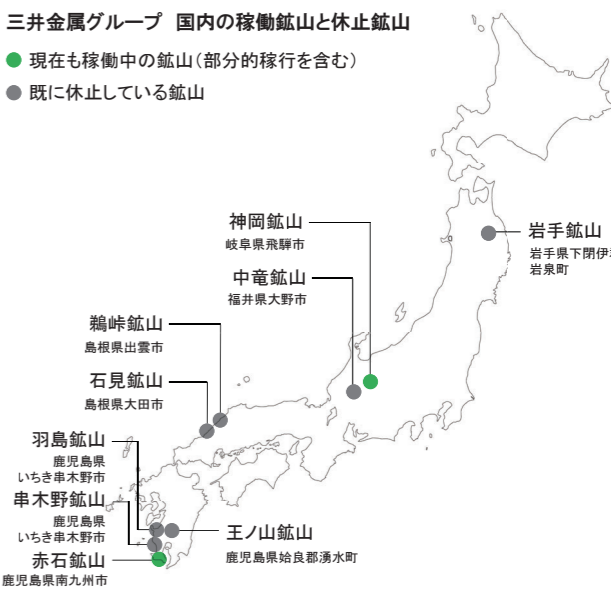 三井金属グループ 国内の稼働鉱山と休止鉱山
現在も稼働中の鉱山(部分的稼行を含む)
既に休止している鉱山
神岡鉱山
岐阜県飛騨市
岩手鉱山
岩手県下閉伊
岩泉町
中竜鉱山
福井県大野市
鵜峠鉱山
島根県出雲市
石見鉱山
島根県大田市
羽島鉱山
鹿児島県
いちき串木野市
串木野鉱山
鹿児島県
いちき串木野市
王ノ山鉱山
鹿児島県姶良郡湧水町
赤石鉱山
鹿児島県南九州市